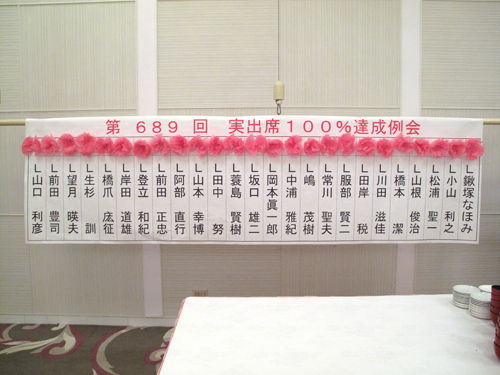 第 689 回 実出席100%達成例会
L鍬塚なほみ
L小山 利之
L松浦 聖一
L山根 俊治
L橋本 潔
L川田 滋佳
L田岸 税
L服部 賢二
L常川 聖夫
L嶋 茂樹
L中浦 雅紀
L岡本眞一郎
L坂口 雄二
L蓑島 賢樹
L田中 努
L山本 幸博
L阿部 直行
L前田 正忠
L登立 和紀
L岸田 道雄
L橋爪 庄征
L生杉 訓
L望月 暎夫
L前田 豊司
L山口 利彦